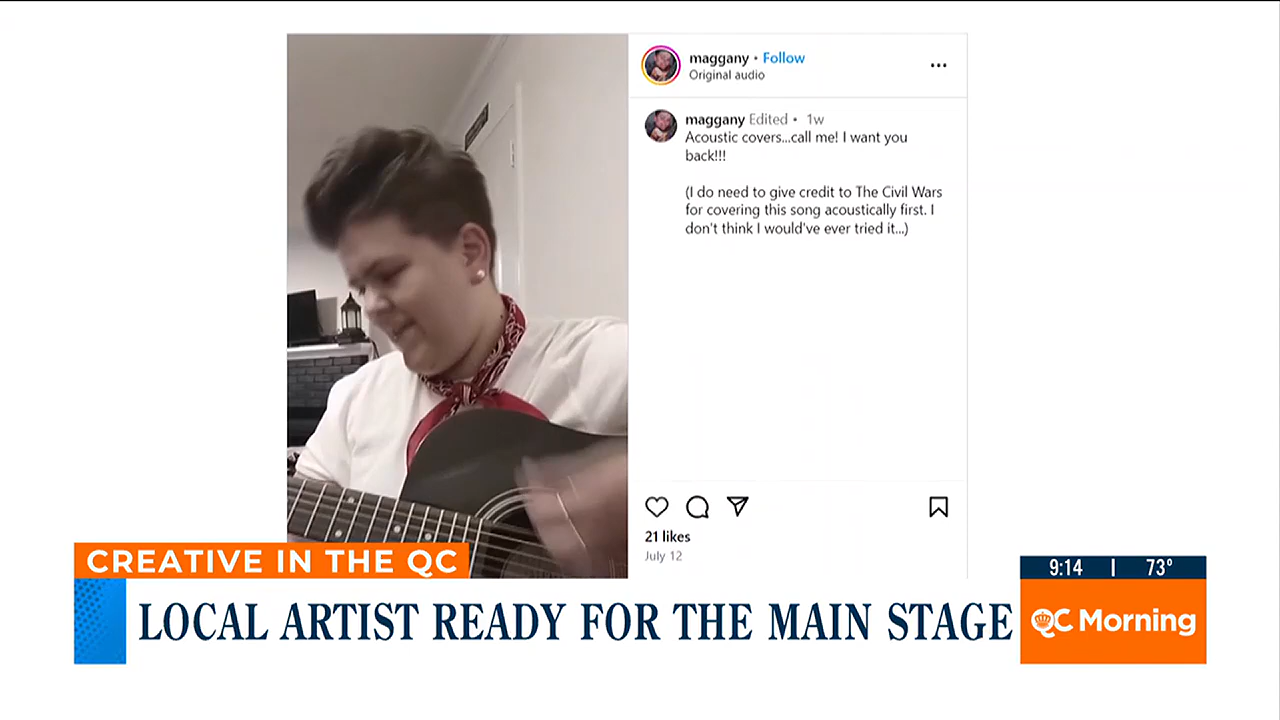 maggany • Follow
Original audio
maggany Edited • 1w
Acoustic covers...call me! I want you
back!!!
(I do need to give credit to The Civil Wars
for covering this song acoustically first. I
don't think I would've ever tried it...)
21 likes
July 12
CREATIVE IN THE QC
LOCAL ARTIST READY FOR THE MAIN STAGE
9:14 | 73°
QC Morning